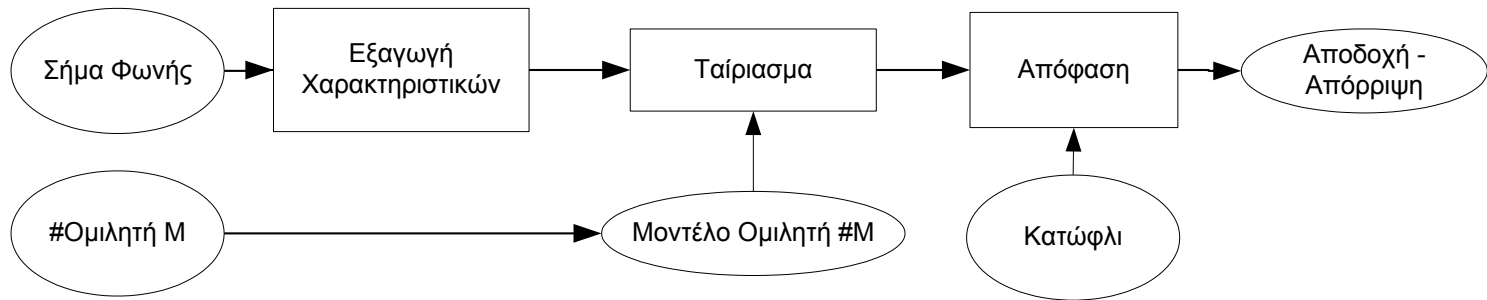 Σήμα Φωνής
Εξαγωγή
Χαρακτηριστικών
Ταίριασμα
Απόφαση
Αποδοχή -
Απόρριψη
#Ομιλητή Μ
Μοντέλο Ομιλητή #Μ
Κατώφλι